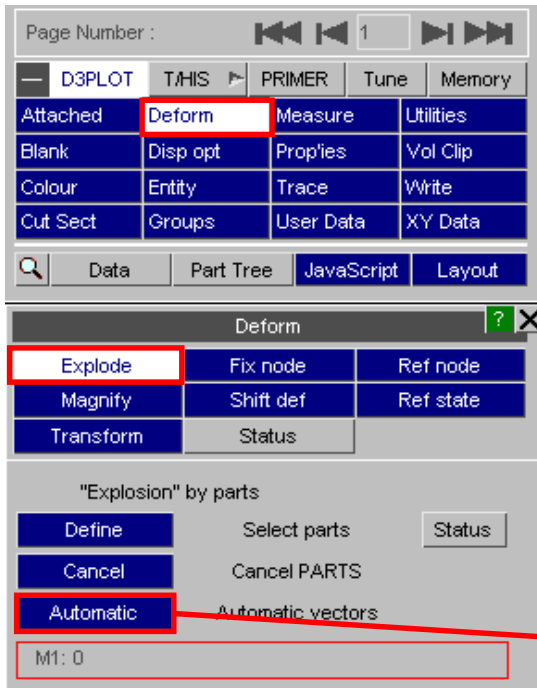 Page Number : 1
D3PLOT T/HIS PRIMER Tune Memory
Attached Deform Measure Utilities
Blank Disp opt Prop'ies Vol Clip
Colour Entity Trace Write
Cut Sect Groups User Data XY Data
Data Part Tree JavaScript Layout
Deform ? X
Explode Fix node Ref node
Magnify Shift def Ref state
Transform Status
"Explosion" by parts
Define Select parts Status
Cancel Cancel PARTS
Automatic Automatic vectors
M1: 0